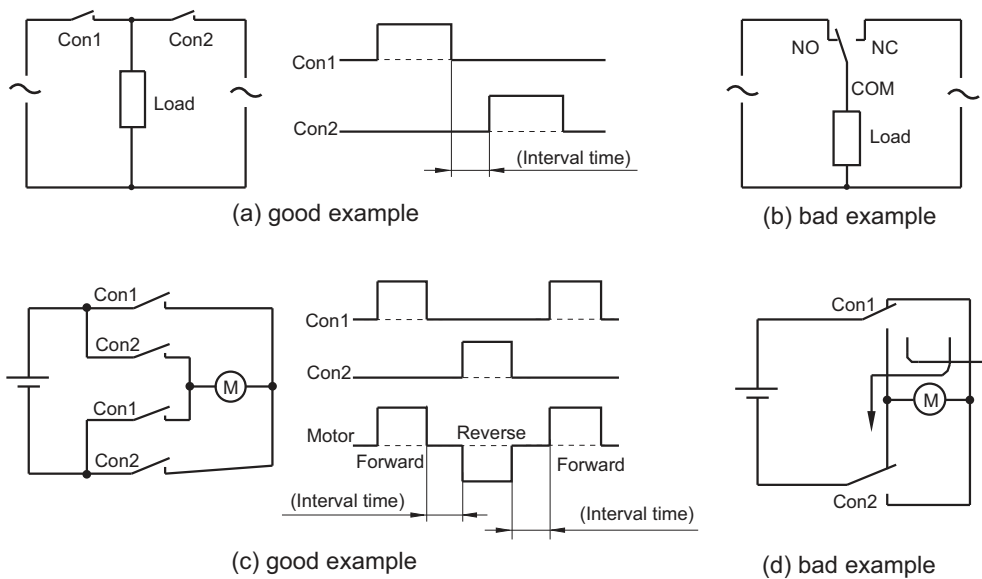 Con1
Con2
Load
Con1
Con2
(Interval time)
(a) good example
NO
NC
COM
Load
(b) bad example
Con1
Con2
Con1
Con2
M
Con1
Con2
Motor
Reverse
Forward
Forward
(Interval time)
(Interval time)
(c) good example
Con1
M
Con2
(d) bad example